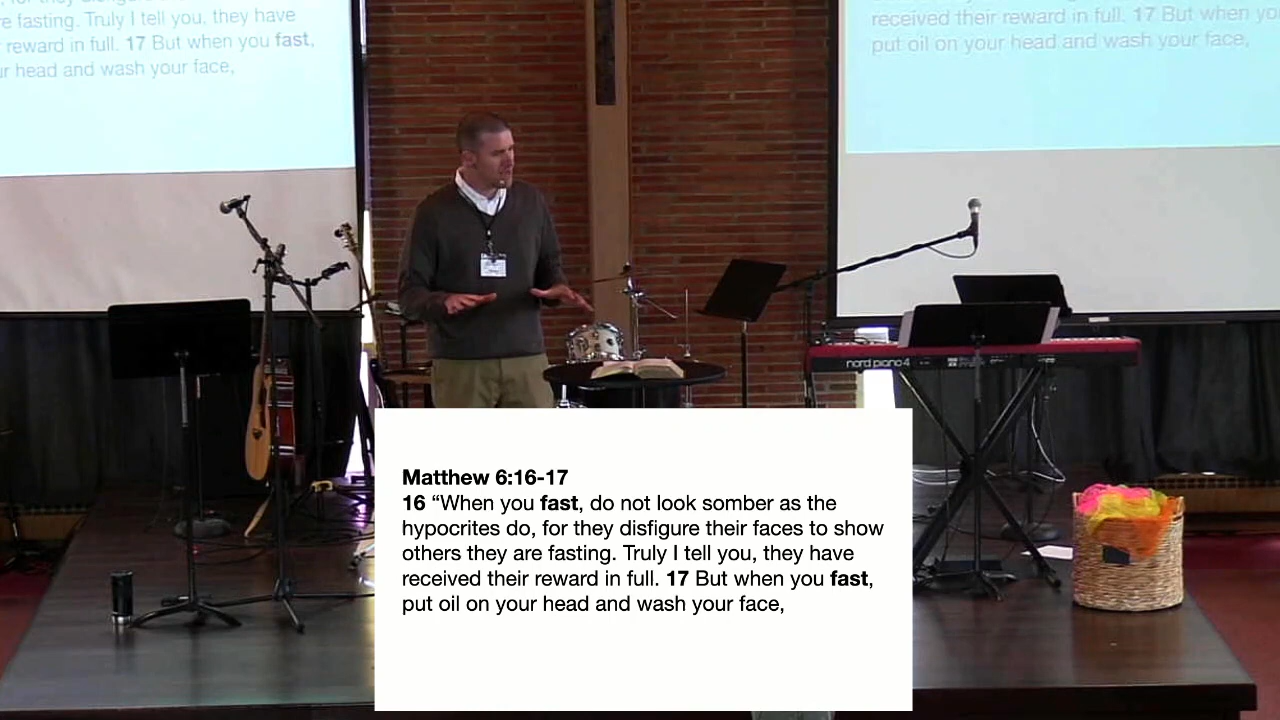 re fasting. Truly I tell you, they have
reward in full. 17 But when you fast,
r head and wash your face,
received their reward in full. 17 But when yo
put oil on your head and wash your face,
nord piano 4
Matthew 6:16-17
16 “When you fast, do not look somber as the
hypocrites do, for they disfigure their faces to show
others they are fasting. Truly I tell you, they have
received their reward in full. 17 But when you fast,
put oil on your head and wash your face,